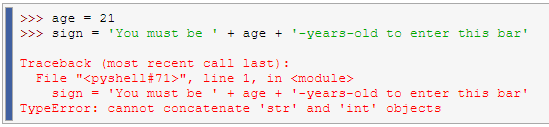 >>> age = 21
>>> sign = 'You must be ' + age + '-years-old to enter this bar'
Traceback (most recent call last):
  File "<pyshell#71>", line 1, in <module>
    sign = 'You must be ' + age + '-years-old to enter this bar'
TypeError: cannot concatenate 'str' and 'int' objects